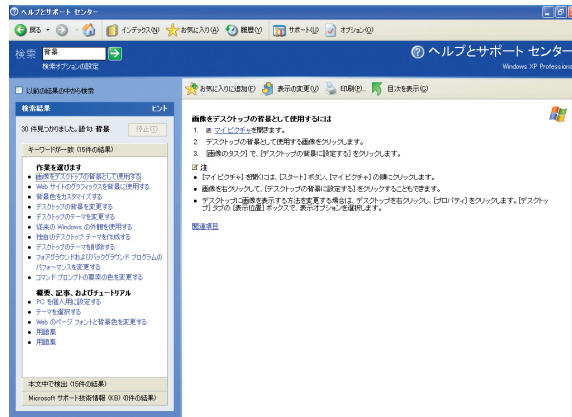 ヘルプとサポート センター
戻る
インデックス(N)
お気に入り(A)
履歴(Y)
サポート(U)
オプション(O)
検索 背景
検索オプションの設定
ヘルプとサポート センター
Windows XP Professional
以前の結果の中から検索
お気に入りに追加(F)
表示の変更(V)
印刷(P)...
目次を表示(C)
検索結果 ヒント
30 件見つかりました。語句: 背景
停止(T)
キーワードが一致 (15件の結果)
作業を選びます
画像をデスクトップの背景として使用する
Web サイトのグラフィックスを背景に使用する
背景色をカスタマイズする
デスクトップの背景を変更する
デスクトップのテーマを変更する
従来の Windows の外観を使用する
独自のデスクトップ テーマを作成する
デスクトップのテーマを削除する
フォアグラウンドおよびバックグラウンド プログラムの
パフォーマンスを変更する
コマンド プロンプトの要素の色を変更する
概要、記事、およびチュートリアル
PC を個人用に設定する
テーマを選択する
Web のページ フォントと背景色を変更する
用語集
用語集
本文中で検出 (15件の結果)
Microsoft サポート技術情報 (KB) (0件の結果)
画像をデスクトップの背景として使用するには
1. マイ ピクチャを開きます。
2. デスクトップの背景として使用する画像をクリックします。
3. [画像のタスク] で、[デスクトップの背景に設定する] をクリックします。
注
[マイ ピクチャ] を開くには、[スタート] ボタン、[マイ ピクチャ] の順にクリックします。
画像を右クリックして、[デスクトップの背景に設定する] をクリックすることもできます。
デスクトップに画像を表示する方法を変更する場合は、デスクトップを右クリックし、[プロパティ] をクリックします。[デスクトッ
プ] タブの [表示位置] ボックスで、表示オプションを選択します。
関連項目